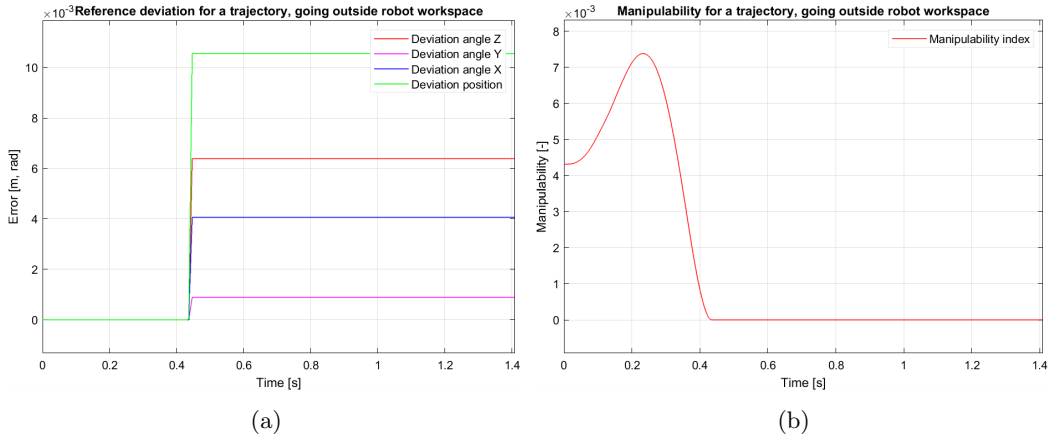 ×10⁻³
Reference deviation for a trajectory, going outside robot workspace
Deviation angle Z
Deviation angle Y
Deviation angle X
Deviation position
10
8
6
4
2
0
Error [m, rad]
0 0.2 0.4 0.6 0.8 1 1.2 1.4
Time [s]
(a)
×10⁻³
Manipulability for a trajectory, going outside robot workspace
Manipulability index
8
7
6
5
4
3
2
1
0
Manipulability [-]
0 0.2 0.4 0.6 0.8 1 1.2 1.4
Time [s]
(b)